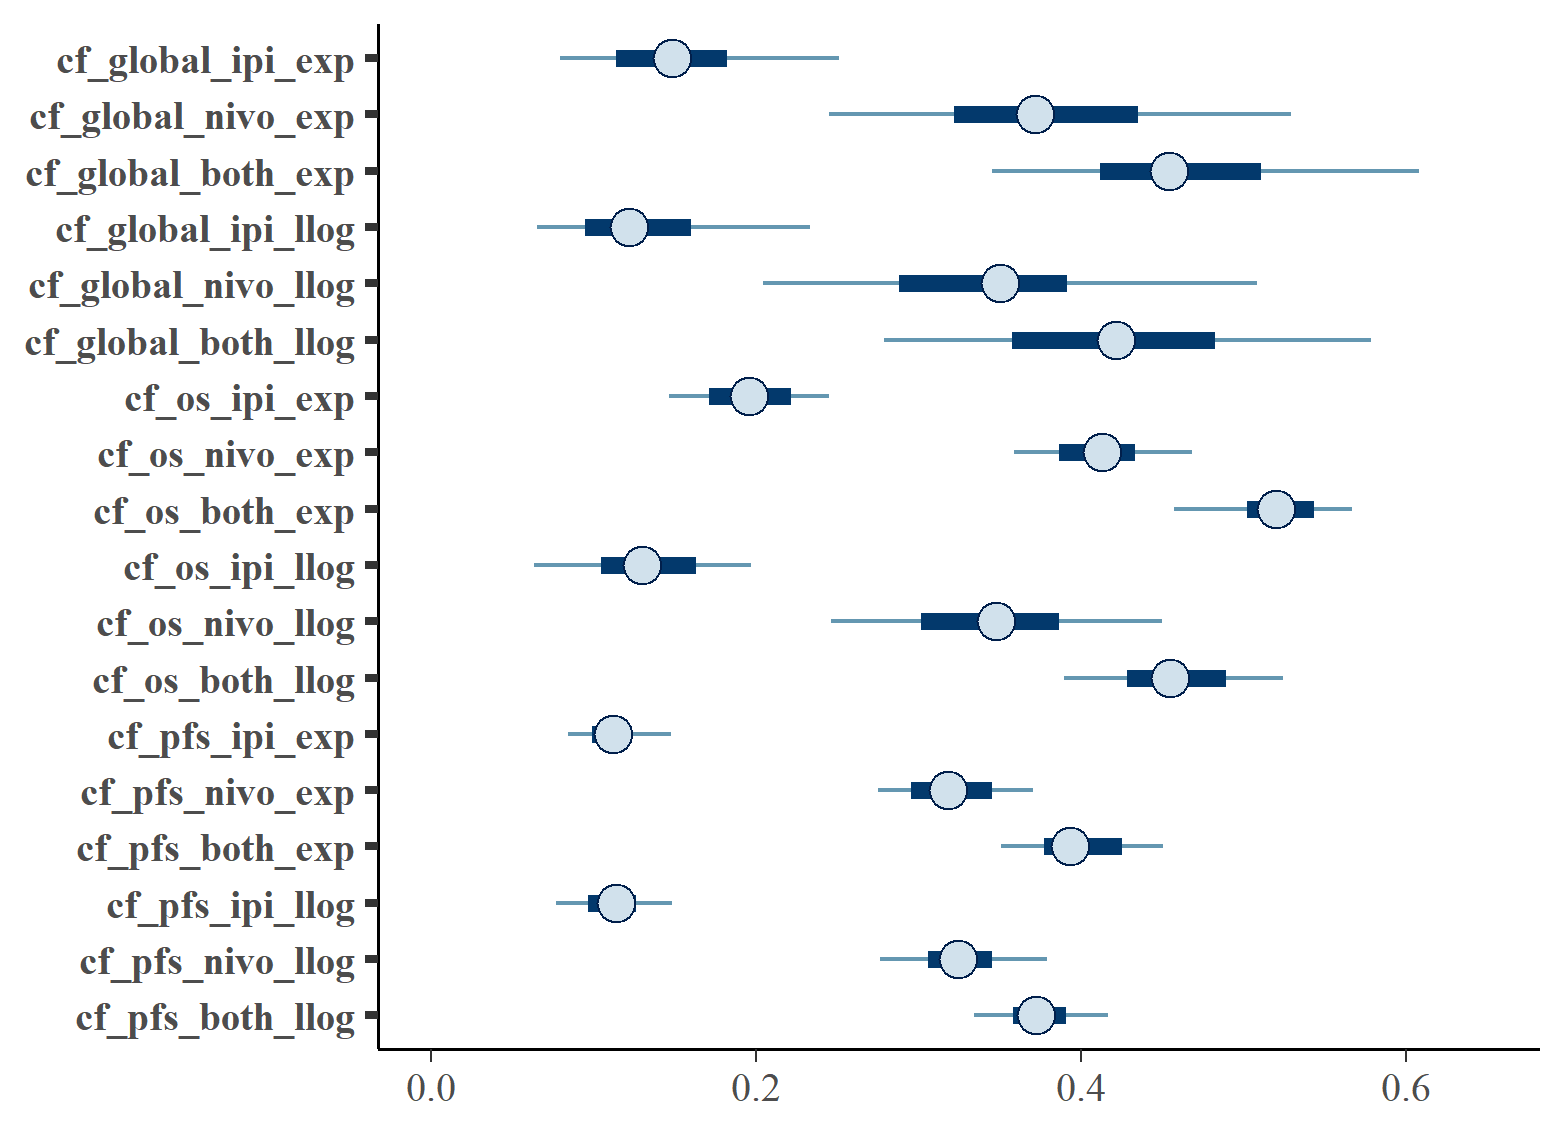 cf_global_ipi_exp
cf_global_nivo_exp
cf_global_both_exp
cf_global_ipi_llog
cf_global_nivo_llog
cf_global_both_llog
cf_os_ipi_exp
cf_os_nivo_exp
cf_os_both_exp
cf_os_ipi_llog
cf_os_nivo_llog
cf_os_both_llog
cf_pfs_ipi_exp
cf_pfs_nivo_exp
cf_pfs_both_exp
cf_pfs_ipi_llog
cf_pfs_nivo_llog
cf_pfs_both_llog
0.0 0.2 0.4 0.6